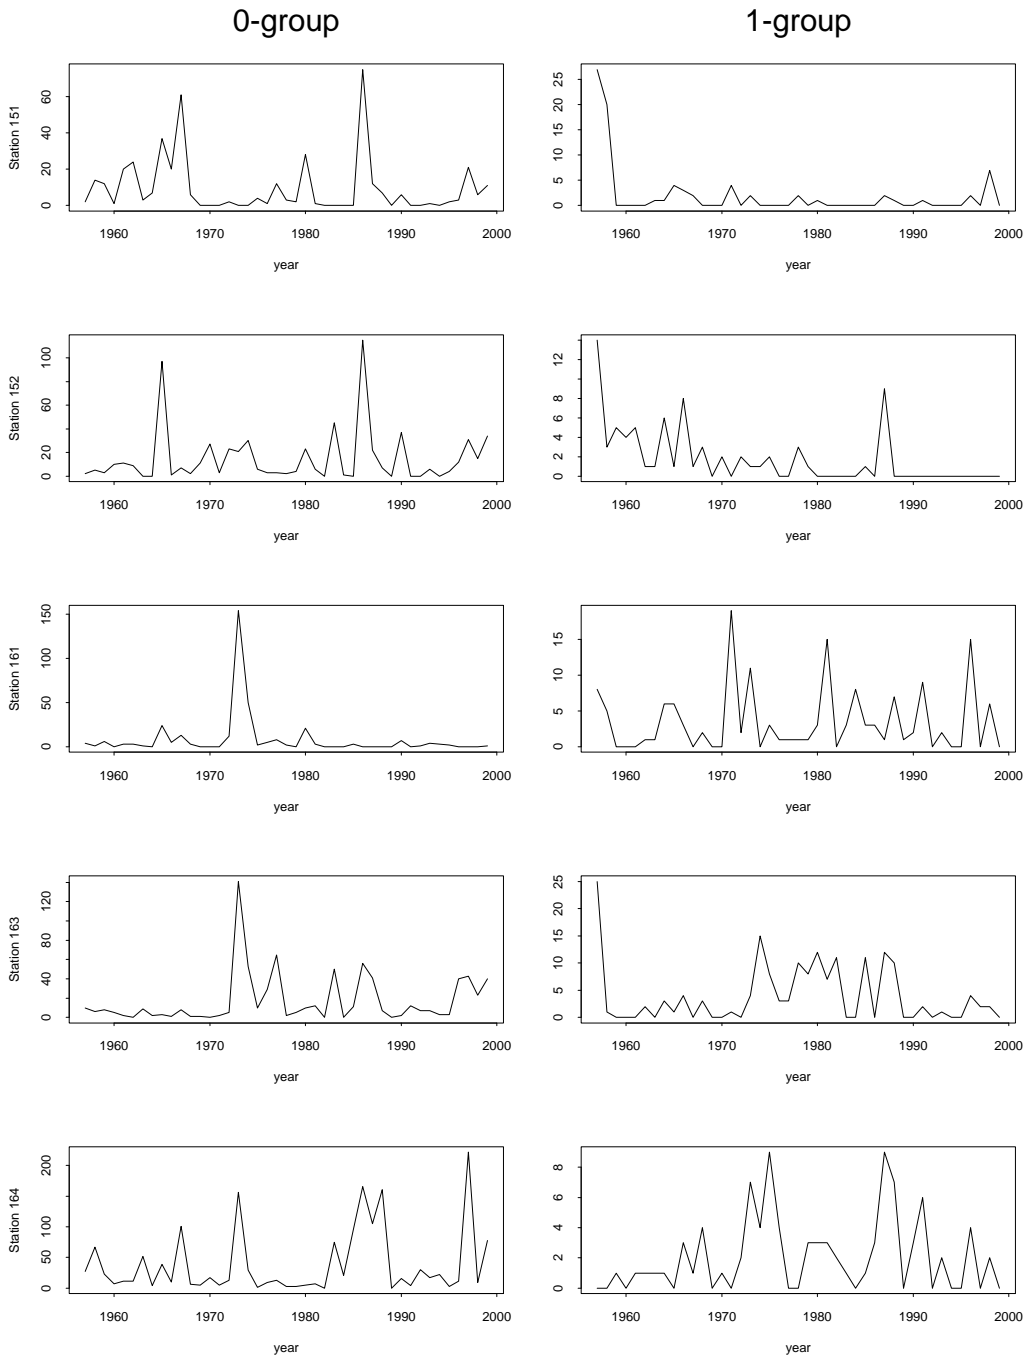 0-group 1-group
Station 151
0 20 40 60
1960 1970 1980 1990 2000
year
0 5 10 15 20 25
1960 1970 1980 1990 2000
year
Station 152
0 20 60 100
1960 1970 1980 1990 2000
year
0 2 4 6 8 12
1960 1970 1980 1990 2000
year
Station 161
0 50 100 150
1960 1970 1980 1990 2000
year
0 5 10 15
1960 1970 1980 1990 2000
year
Station 163
0 40 80 120
1960 1970 1980 1990 2000
year
0 5 10 15 20 25
1960 1970 1980 1990 2000
year
Station 164
0 50 100 200
1960 1970 1980 1990 2000
year
0 2 4 6 8
1960 1970 1980 1990 2000
year